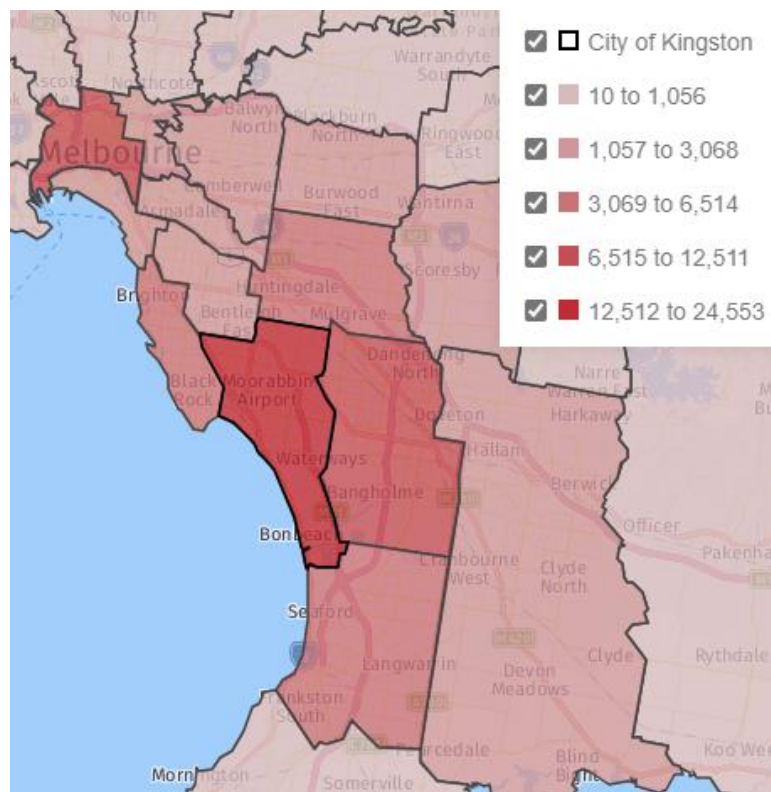 City of Kingston
10 to 1,056
1,057 to 3,068
3,069 to 6,514
6,515 to 12,511
12,512 to 24,553
Warrandyte
South
Northcote
Balwyn
North
Blackburn
North
Ringwood
East
Melbourne
Camberwell
Burwood
East
Wantirna
Armadale
Scoresby
Huntingdale
Brighton
Bentleigh
East
Mulgrave
Dandenong
North
Narre
Warren East
Black
Rock
Moorabbin
Airport
Doveton
Harkaway
Hallam
Waterways
Bangholme
Berwick
Officer
Bonbeach
Pakenha
Cranbourne
West
Clyde
North
Seaford
Clyde
Rythdale
Langwarrin
Devon
Meadows
Frankston
South
Pearcedale
Koo Wee
Blind
Bight
Mornington
Somerville